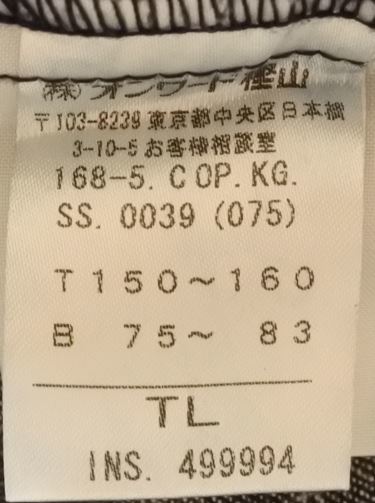 (株)オンワード樫山
〒103-8239 東京都中央区日本橋
3-10-5 お客様相談室
168-5. COP. KG.
SS. 0039 (075)
T 150~160
B 75~ 83
TL
INS. 499994